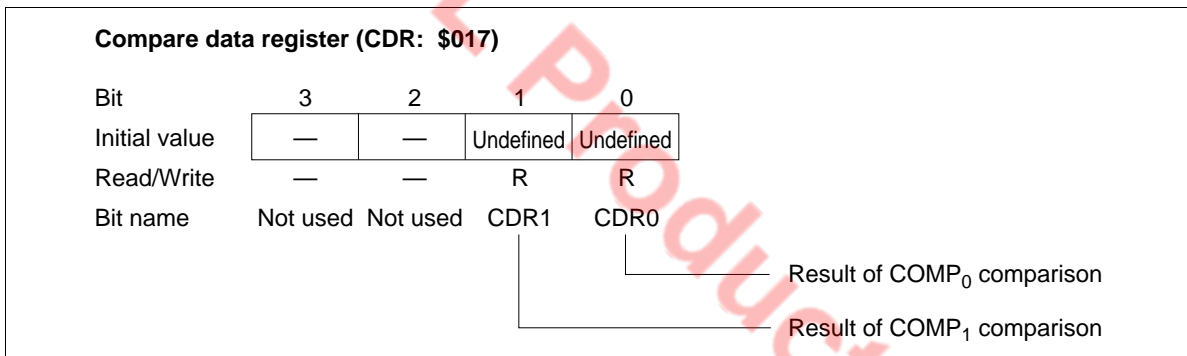 Compare data register (CDR: $017)
Bit 3 2 1 0
Initial value — — Undefined Undefined
Read/Write — — R R
Bit name Not used Not used CDR1 CDR0
Result of COMP0 comparison
Result of COMP1 comparison
L Product